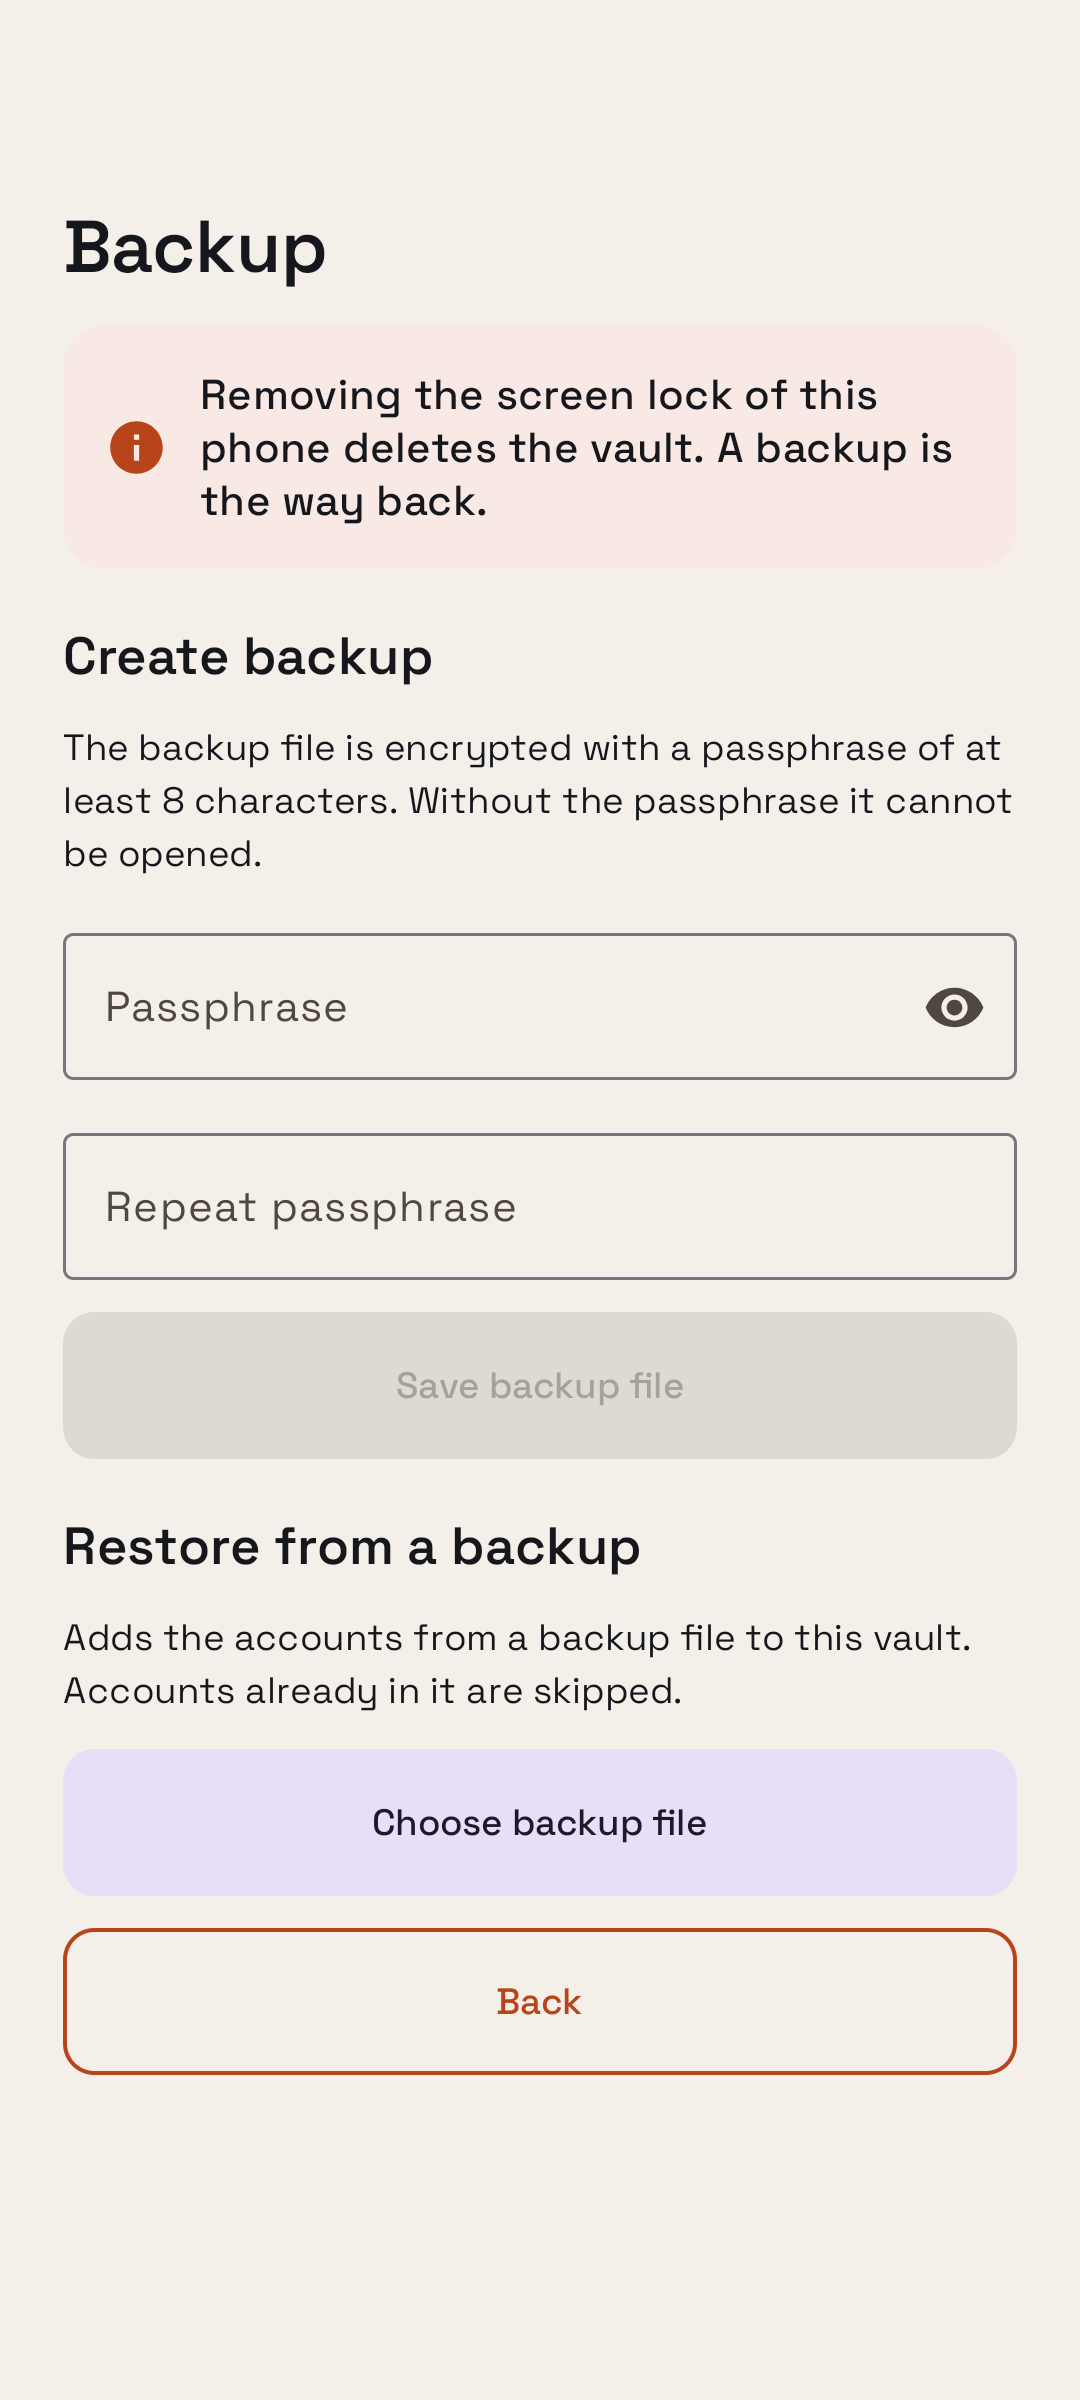 Backup
Removing the screen lock of this
phone deletes the vault. A backup is
the way back.
Create backup
The backup file is encrypted with a passphrase of at
least 8 characters. Without the passphrase it cannot
be opened.
Passphrase
Repeat passphrase
Save backup file
Restore from a backup
Adds the accounts from a backup file to this vault.
Accounts already in it are skipped.
Choose backup file
Back